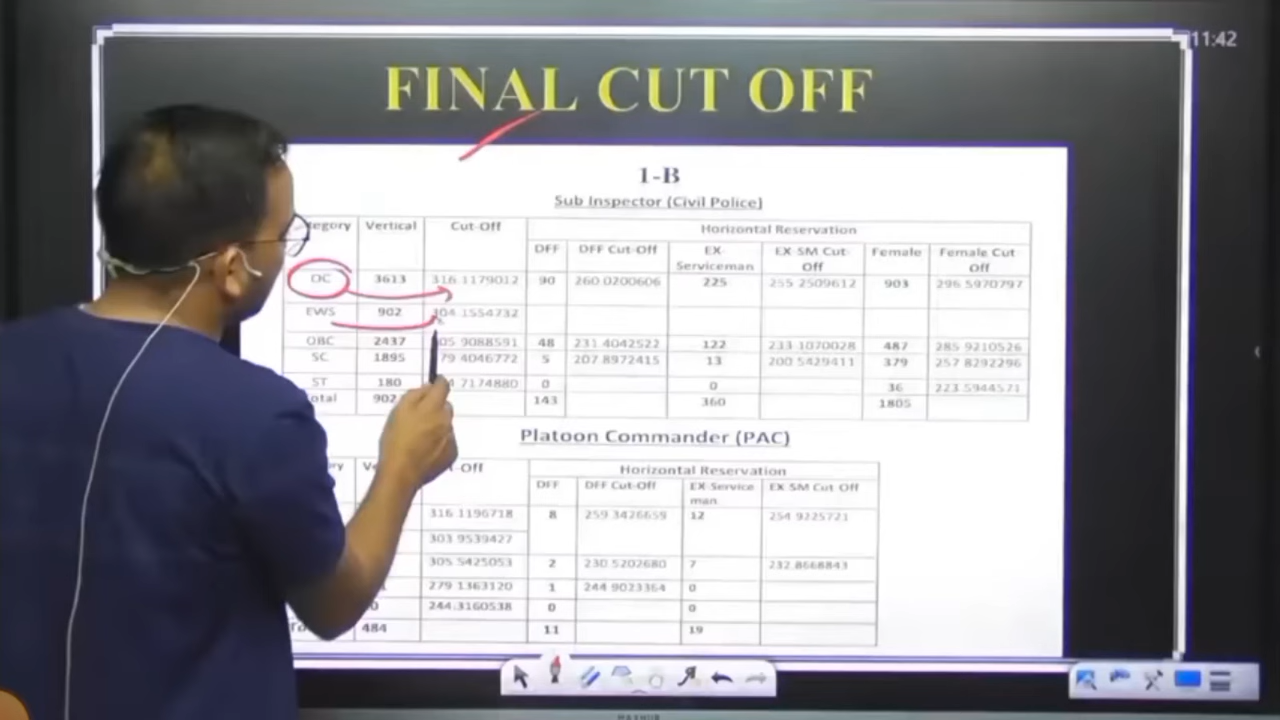 11:42
FINAL CUT OFF
1-B
Sub Inspector (Civil Police)
Vertical Cut-Off Horizontal Reservation
DFF DFF Cut-Off EX-Serviceman EX-SM Cut-Off Female Female Cut Off
OC 3613 316.1179012 90 260.0200606 225 255.2509612 903 296.5970797
EWS 902 304.1554732
OBC 2437 48 231.4042522 122 233.1070028 487 285.9210526
SC 1895 5 207.8972415 13 200.5429411 379 257.8292296
ST 180 0 0 36 223.5944571
143 360 1805
Platoon Commander (PAC)
Horizontal Reservation
DFF DFF Cut-Off EX-Service man EX SM Cut Off
316.1196718 8 259.3426659 12 254.9225721
303.9539427
305.5425053 2 230.5202680 7 232.8668843
279.1363120 1 244.9023364 0
244.3160538 0 0
484 11 19